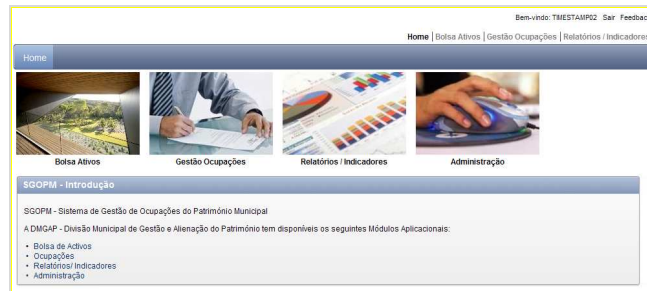 Bem-vindo: TIMESTAMP02 Sair Feedbac
Home | Bolsa Ativos | Gestão Ocupações | Relatórios / Indicadores
Home
Bolsa Ativos Gestão Ocupações Relatórios / Indicadores Administração
SGOPM - Introdução
SGOPM - Sistema de Gestão de Ocupações do Património Municipal
A DMGAP - Divisão Municipal de Gestão e Alienação do Património tem disponíveis os seguintes Módulos Aplicacionais:
• Bolsa de Activos
• Ocupações
• Relatórios/ Indicadores
• Administração